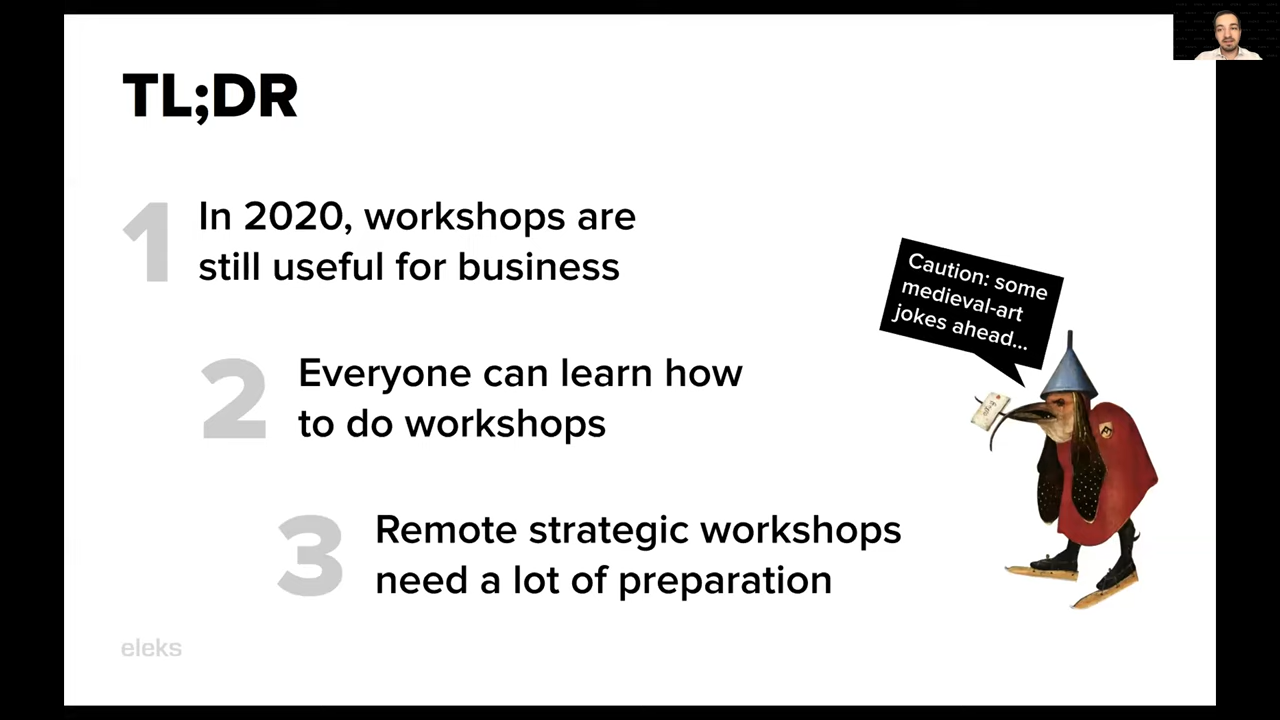 TL;DR
1
In 2020, workshops are
still useful for business
2
Everyone can learn how
to do workshops
3
Remote strategic workshops
need a lot of preparation
Caution: some
medieval-art
jokes ahead...
eleks